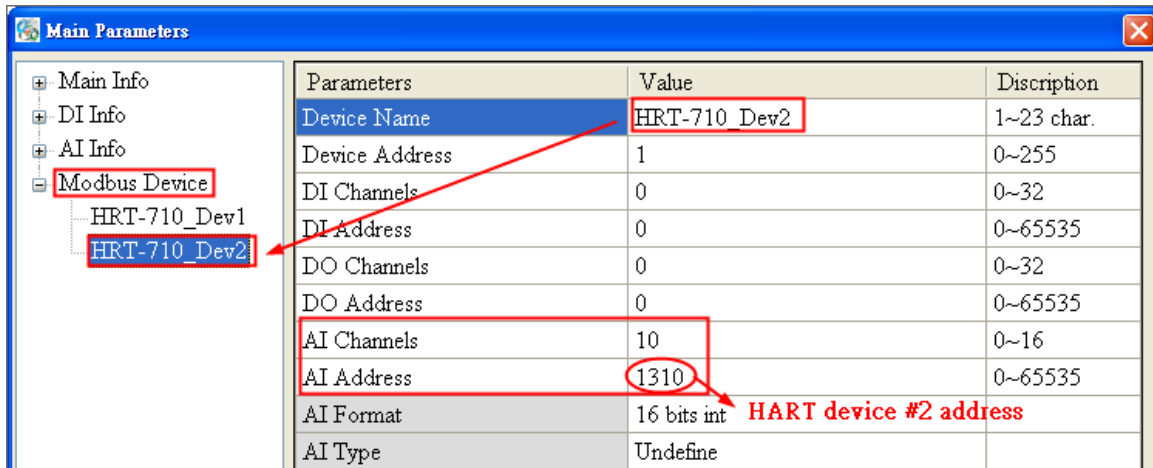 Main Parameters
Main Info
DI Info
AI Info
Modbus Device
HRT-710_Dev1
HRT-710_Dev2
Parameters Value Discription
Device Name HRT-710_Dev2 1~23 char.
Device Address 1 0~255
DI Channels 0 0~32
DI Address 0 0~65535
DO Channels 0 0~32
DO Address 0 0~65535
AI Channels 10 0~16
AI Address 1310 0~65535
AI Format 16 bits int
HART device #2 address
AI Type Undefine